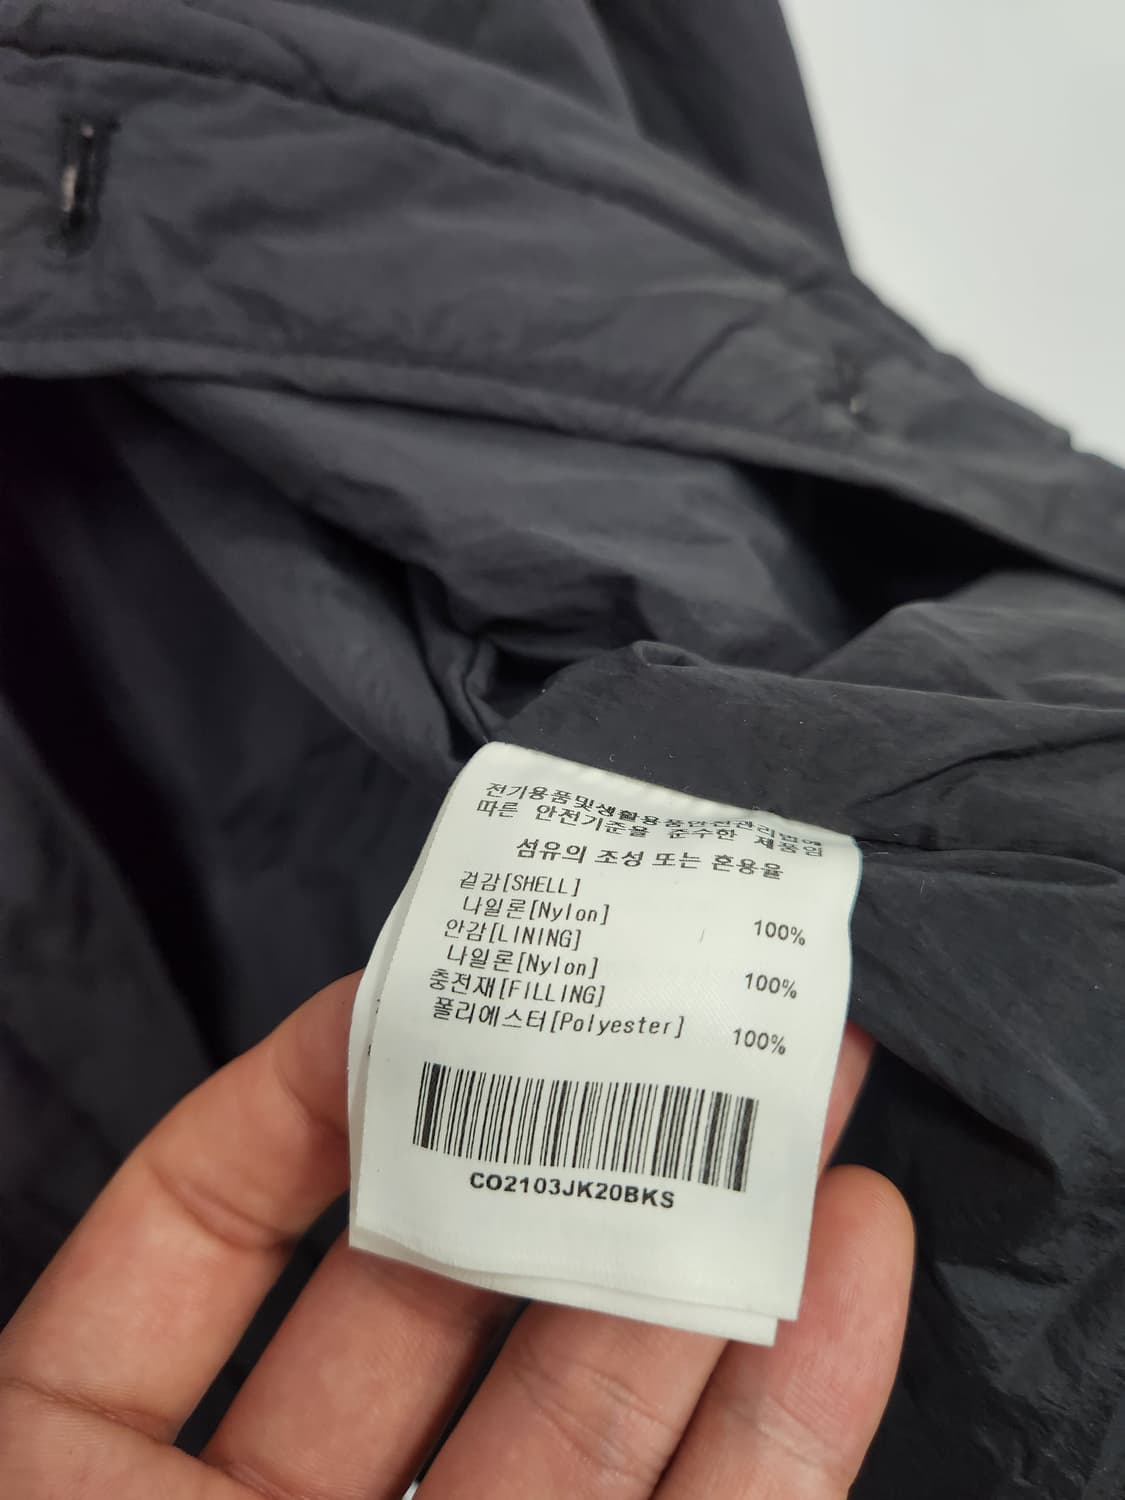 전기용품및생활용품안전관리법에
따른 안전기준을 준수한 제품임
섬유의 조성 또는 혼용율
겉감[SHELL]
나일론[Nylon] 100%
안감[LINING]
나일론[Nylon] 100%
충전재[FILLING]
폴리에스터[Polyester] 100%
CO2103JK20BKS